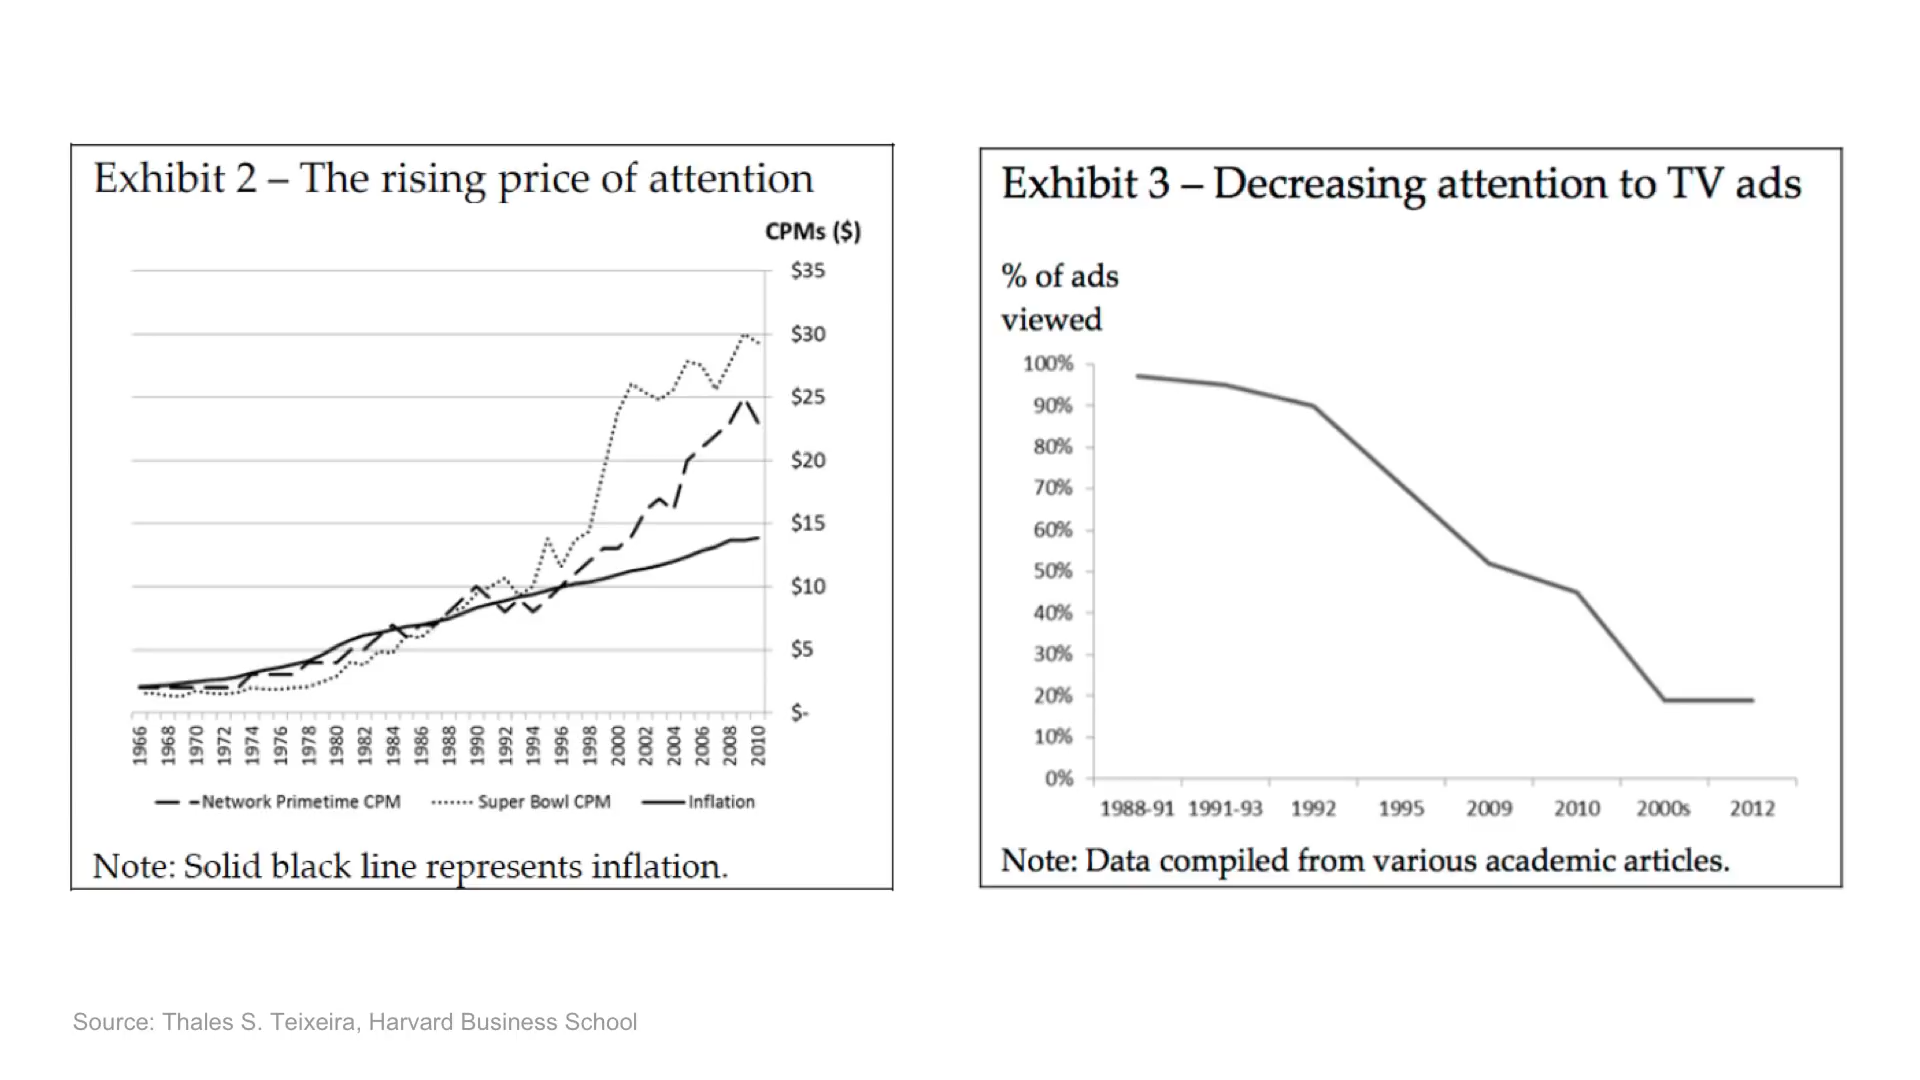 Exhibit 2 – The rising price of attention
CPMs ($)
$35
$30
$25
$20
$15
$10
$5
$-
1966 1968 1970 1972 1974 1976 1978 1980 1982 1984 1986 1988 1990 1992 1994 1996 1998 2000 2002 2004 2006 2008 2010
Network Primetime CPM Super Bowl CPM Inflation
Note: Solid black line represents inflation.
Exhibit 3 – Decreasing attention to TV ads
% of ads
viewed
100%
90%
80%
70%
60%
50%
40%
30%
20%
10%
0%
1988-91 1991-93 1992 1995 2009 2010 2000s 2012
Note: Data compiled from various academic articles.
Source: Thales S. Teixeira, Harvard Business School